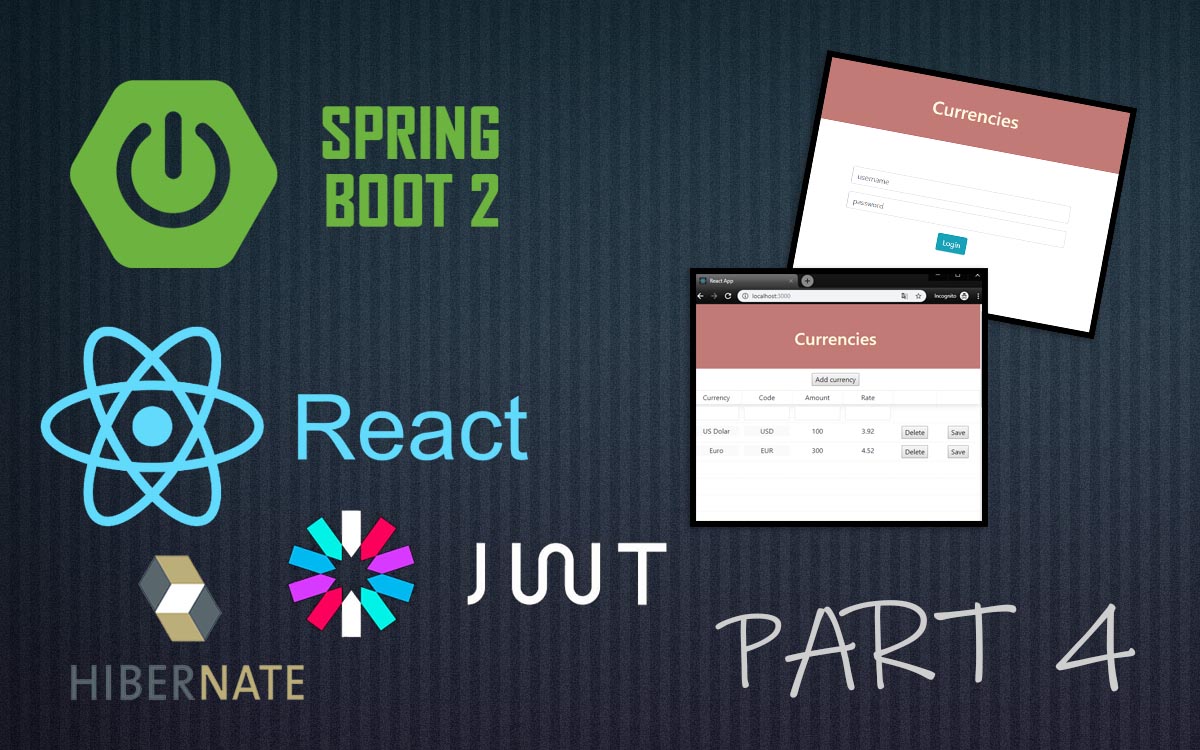 SPRING
BOOT 2
React
HIBERNATE
JWT
PART 4
Currencies
username
password
Login
React App
localhost:3000
Incognito
Currencies
Add currency
Currency Code Amount Rate
US Dolar USD 100 3.92 Delete Save
Euro EUR 300 4.52 Delete Save